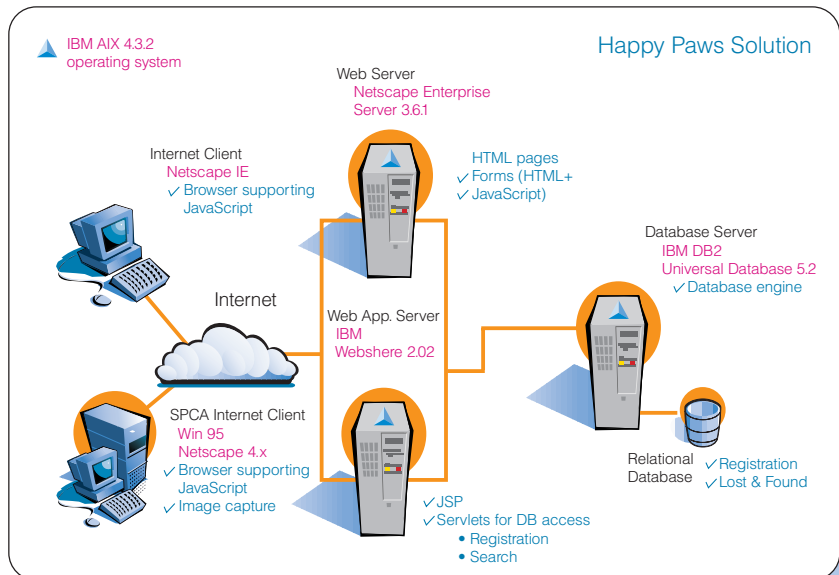 IBM AIX 4.3.2
operating system
Happy Paws Solution
Web Server
Netscape Enterprise
Server 3.6.1
Internet Client
Netscape IE
✓ Browser supporting
JavaScript
HTML pages
✓ Forms (HTML+
✓ JavaScript)
Database Server
IBM DB2
Universal Database 5.2
✓ Database engine
Internet
Web App. Server
IBM
Webshere 2.02
SPCA Internet Client
Win 95
Netscape 4.x
✓ Browser supporting
JavaScript
✓ Image capture
Relational
Database
✓ Registration
✓ Lost & Found
✓ JSP
✓ Servlets for DB access
• Registration
• Search